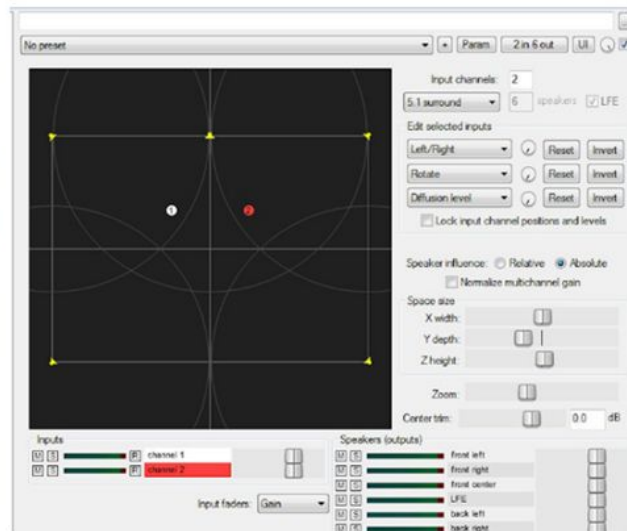 No preset + Param 2 in 6 out UI
Input channels: 2
5.1 surround 6 speakers LFE
Edit selected inputs
Left/Right Reset Invert
Rotate Reset Invert
Diffusion level Reset Invert
Lock input channel positions and levels
1 2
Speaker influence: Relative Absolute
Normalize multichannel gain
Space size
X width:
Y depth:
Z height:
Zoom:
Center trim: 0.0 dB
Inputs
M S R channel 1
M S R channel 2
Input faders: Gain
Speakers (outputs)
M S front left
M S front right
M S front center
M S LFE
M S back left
M S back right